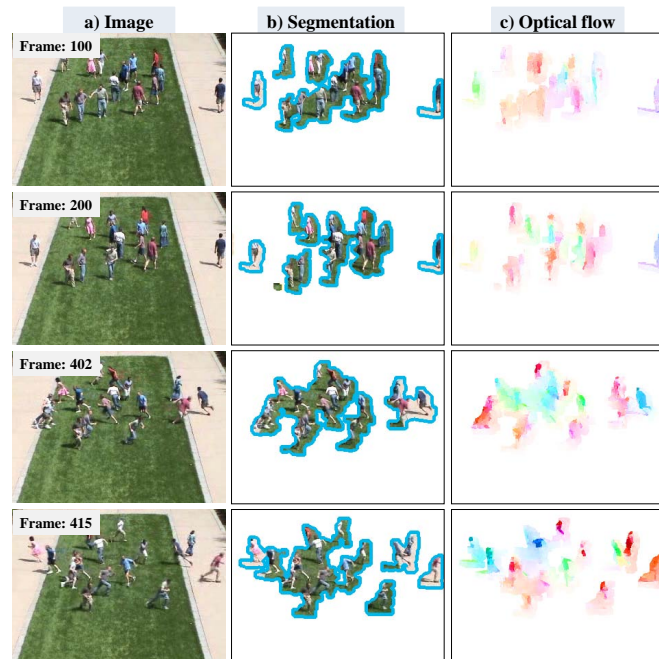 a) Image
b) Segmentation
c) Optical flow
Frame: 100
Frame: 200
Frame: 402
Frame: 415